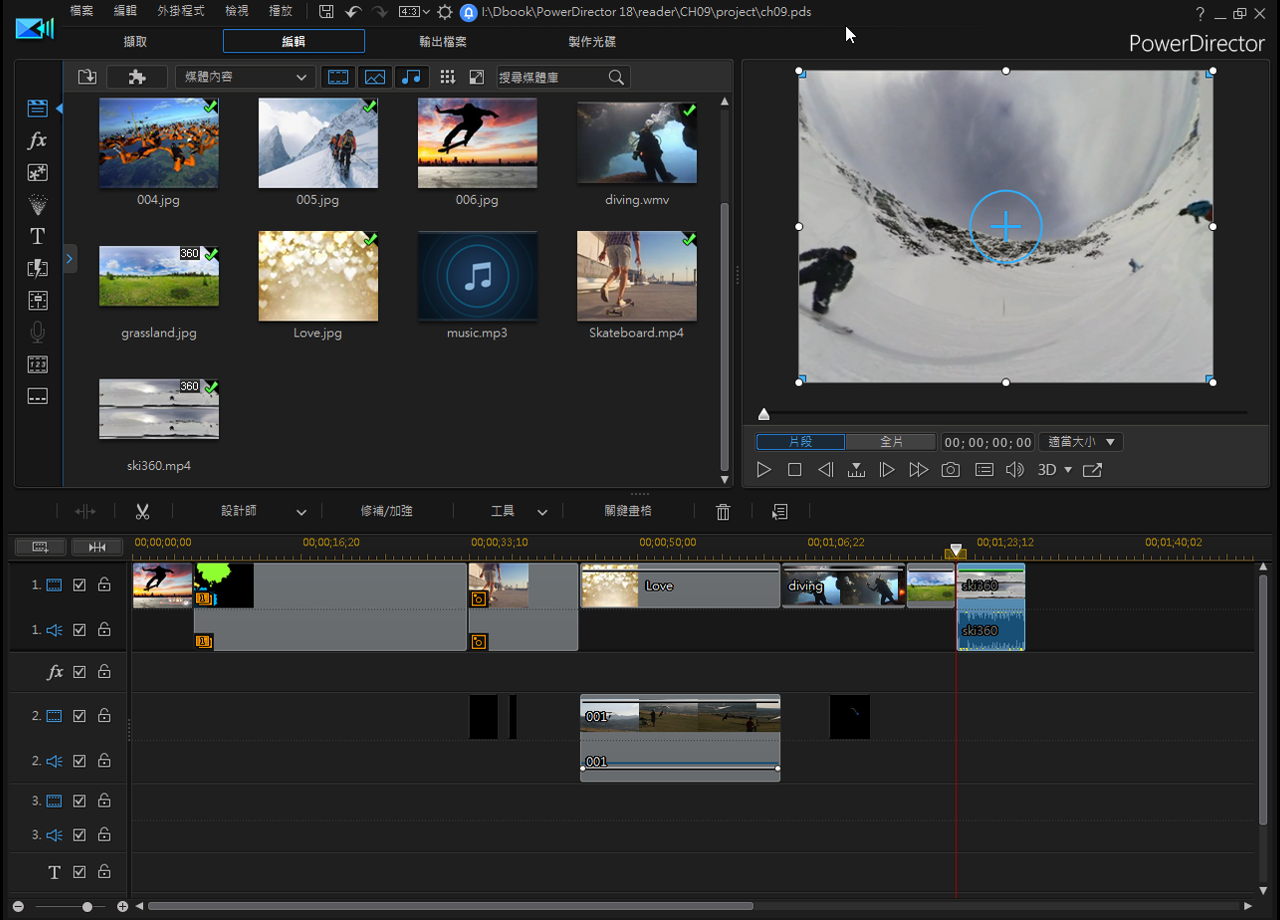 檔案 編輯 外掛程式 檢視 播放 4:3 I:\Dbook\PowerDirector 18\reader\CH09\project\ch09.pds ?
擷取 編輯 輸出檔案 製作光碟 PowerDirector
媒體內容 搜尋媒體庫
004.jpg 005.jpg 006.jpg diving.wmv
360
grassland.jpg Love.jpg music.mp3 Skateboard.mp4
360
ski360.mp4
fx
T
123
片段 全片 00;00;00;00 適當大小
3D
設計師 修補/加強 工具 關鍵畫格
00;00;00;00 00;00;16;20 00;00;33;10 00;00;50;00 00;01;06;22 00;01;23;12 00;01;40;02
1. Love diving ski360
1. ski360
fx
2. 001
2. 001
3.
3.
T